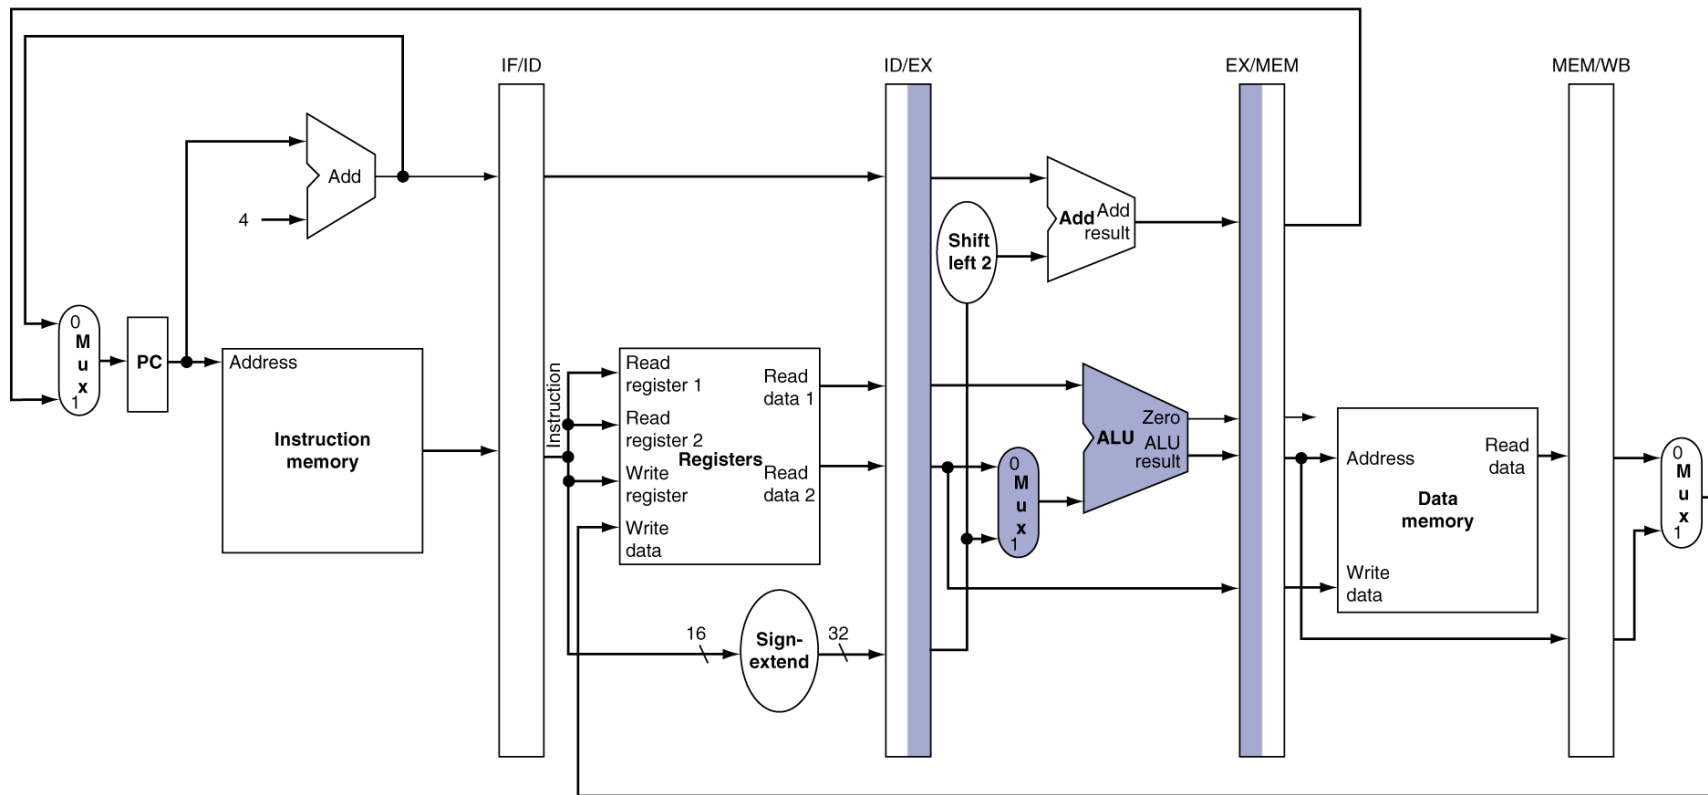 IF/ID
ID/EX
EX/MEM
MEM/WB
Add
4
0
M
u
x
1
PC
Address
Instruction
memory
Instruction
Read
register 1
Read
register 2
Write
register
Write
data
Registers
Read
data 1
Read
data 2
16
Sign-
extend
32
Shift
left 2
Add
Add
result
0
M
u
x
1
ALU
Zero
ALU
result
Address
Write
data
Data
memory
Read
data
0
M
u
x
1